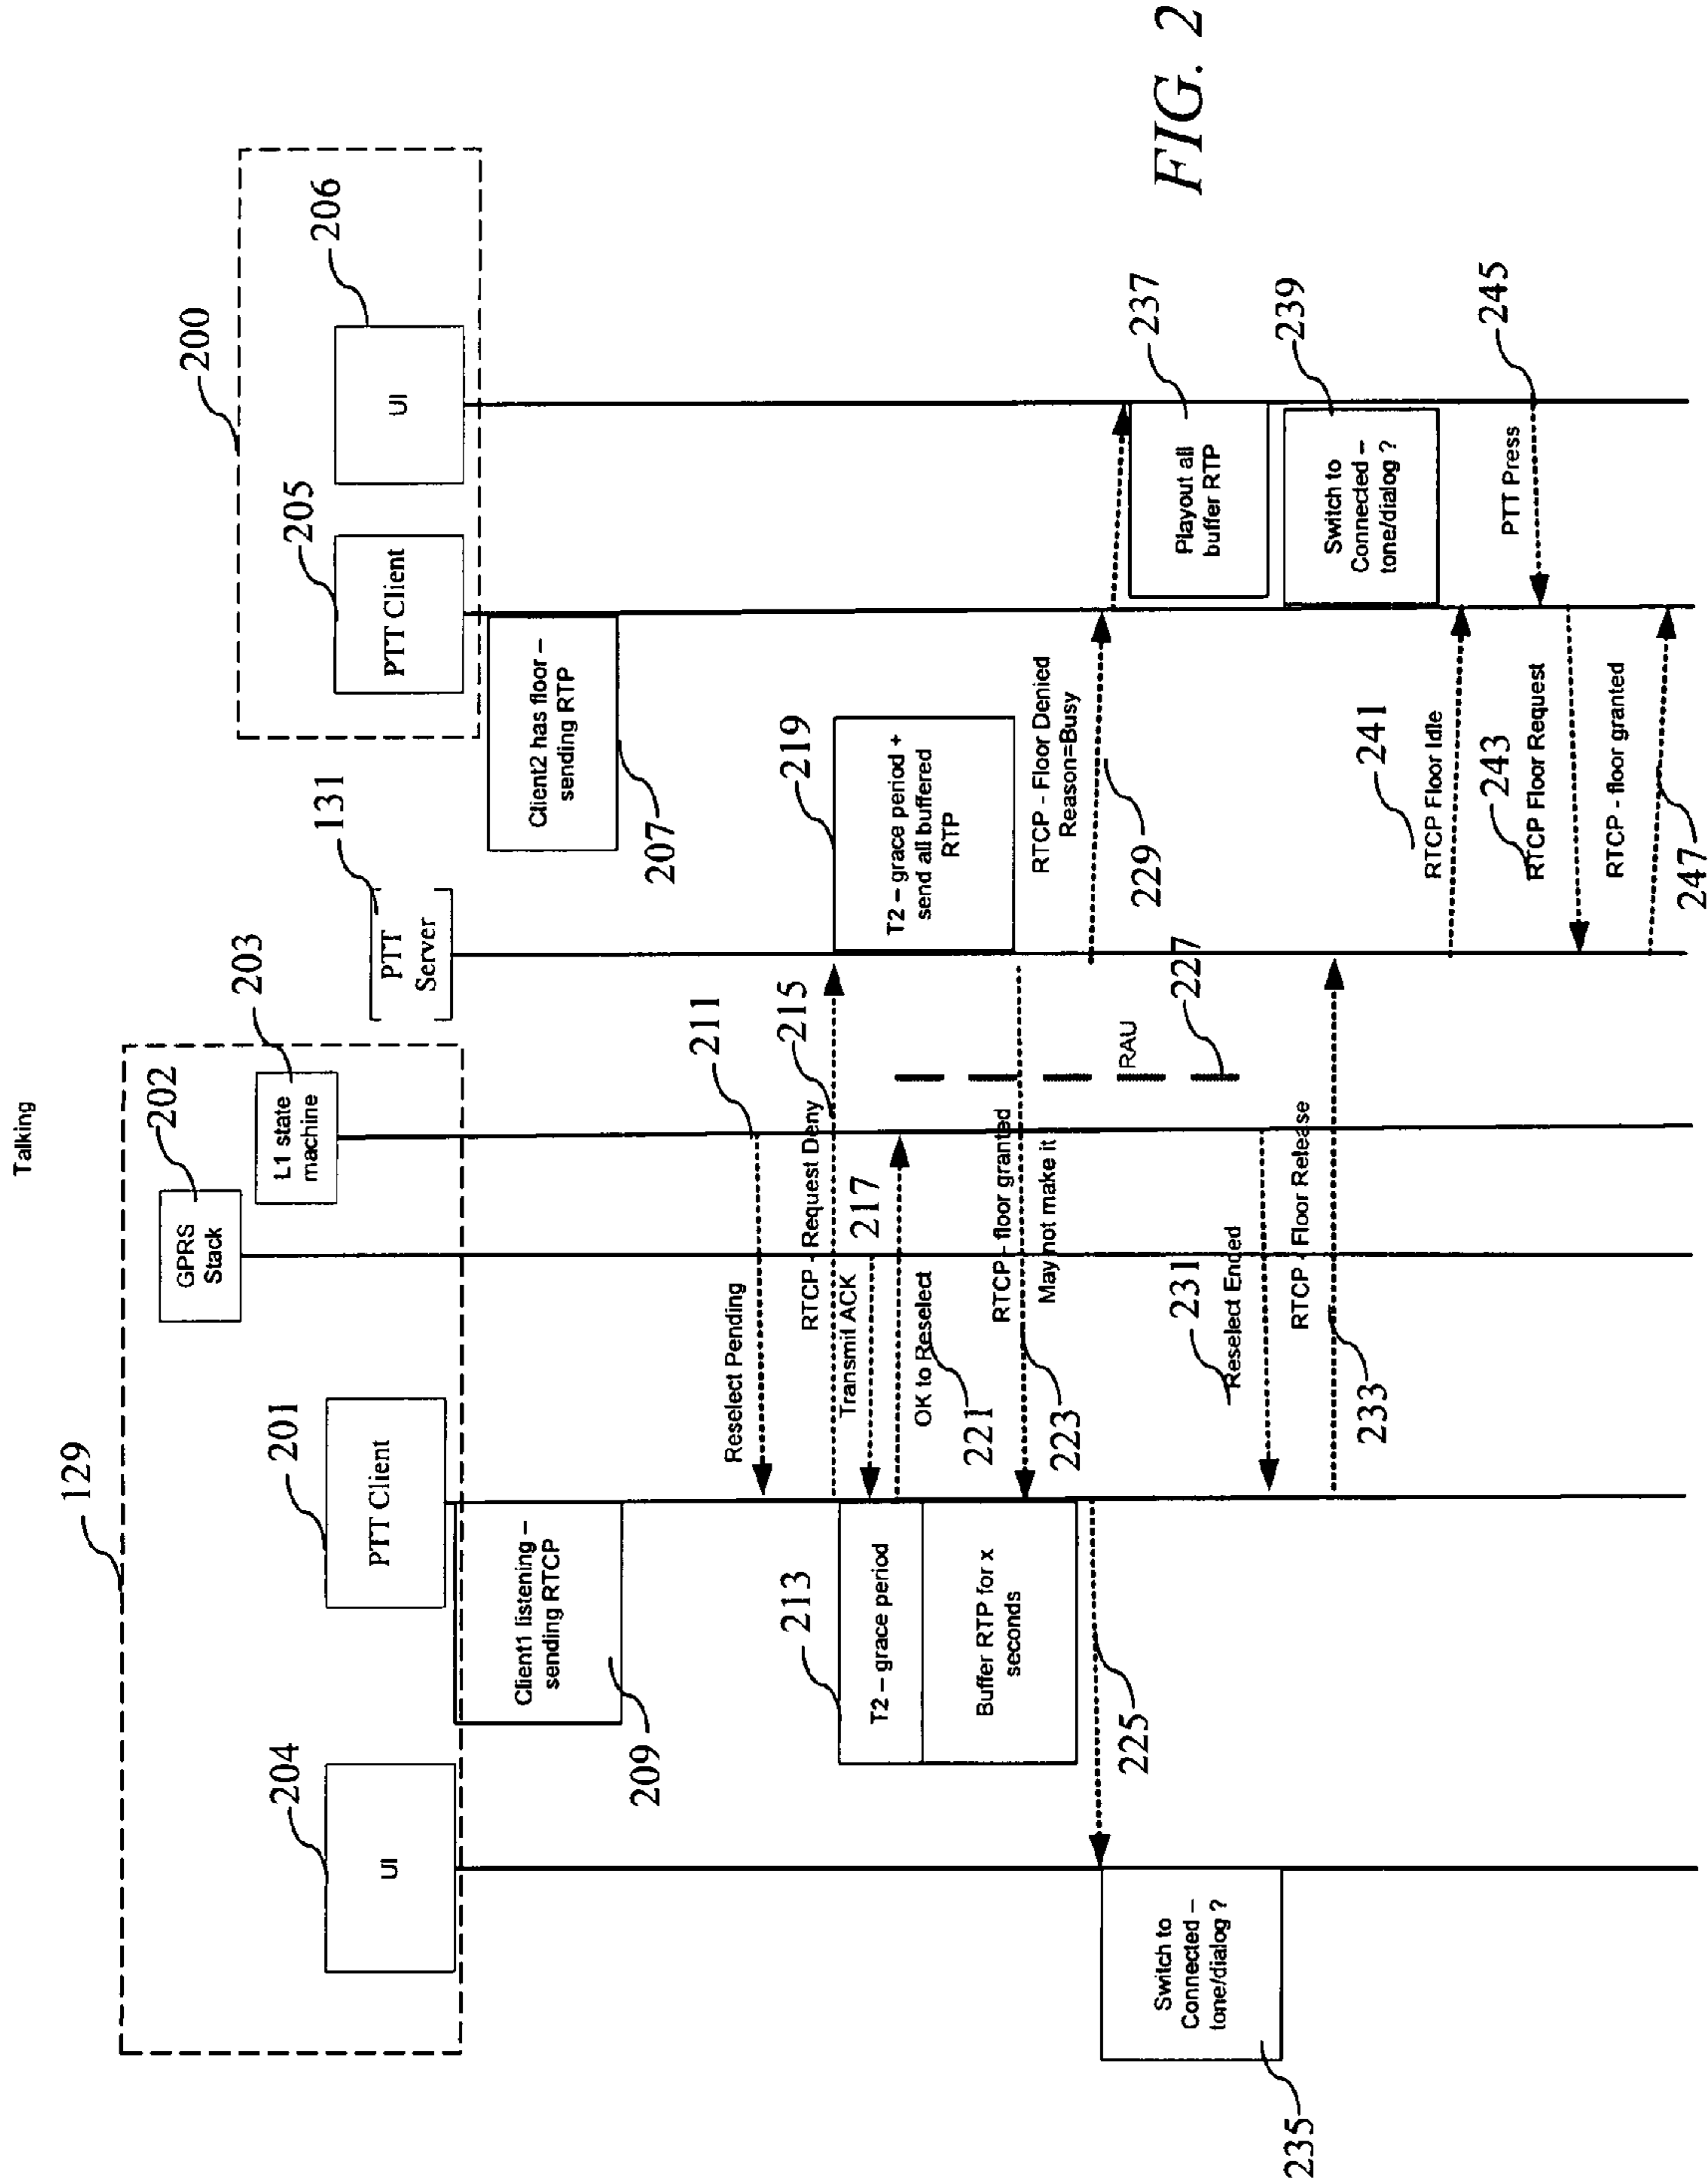 Talking
129
204
UI
201
PTT Client
202
GPRS
Stack
203
L1 state
machine
131
PTT
Server
200
205
PTT Client
206
UI
Client1 listening –
sending RTCP
209
Client2 has floor –
sending RTP
207
211
Reselect Pending
215
RTCP - Request Deny
217
Transmit ACK
213
T2 – grace period
Buffer RTP for x
seconds
219
T2 – grace period +
send all buffered
RTP
OK to Reselect
221
RTCP - floor granted
May not make it
223
RAU
227
225
RTCP - Floor Denied
Reason=Busy
229
Switch to
Connected –
tone/dialog ?
235
237
Playout all
buffer RTP
239
Switch to
Connected –
tone/dialog ?
231
Reselect Ended
RTCP - Floor Release
233
241
RTCP Floor Idle
245
PTT Press
243
RTCP Floor Request
RTCP - floor granted
247
FIG. 2